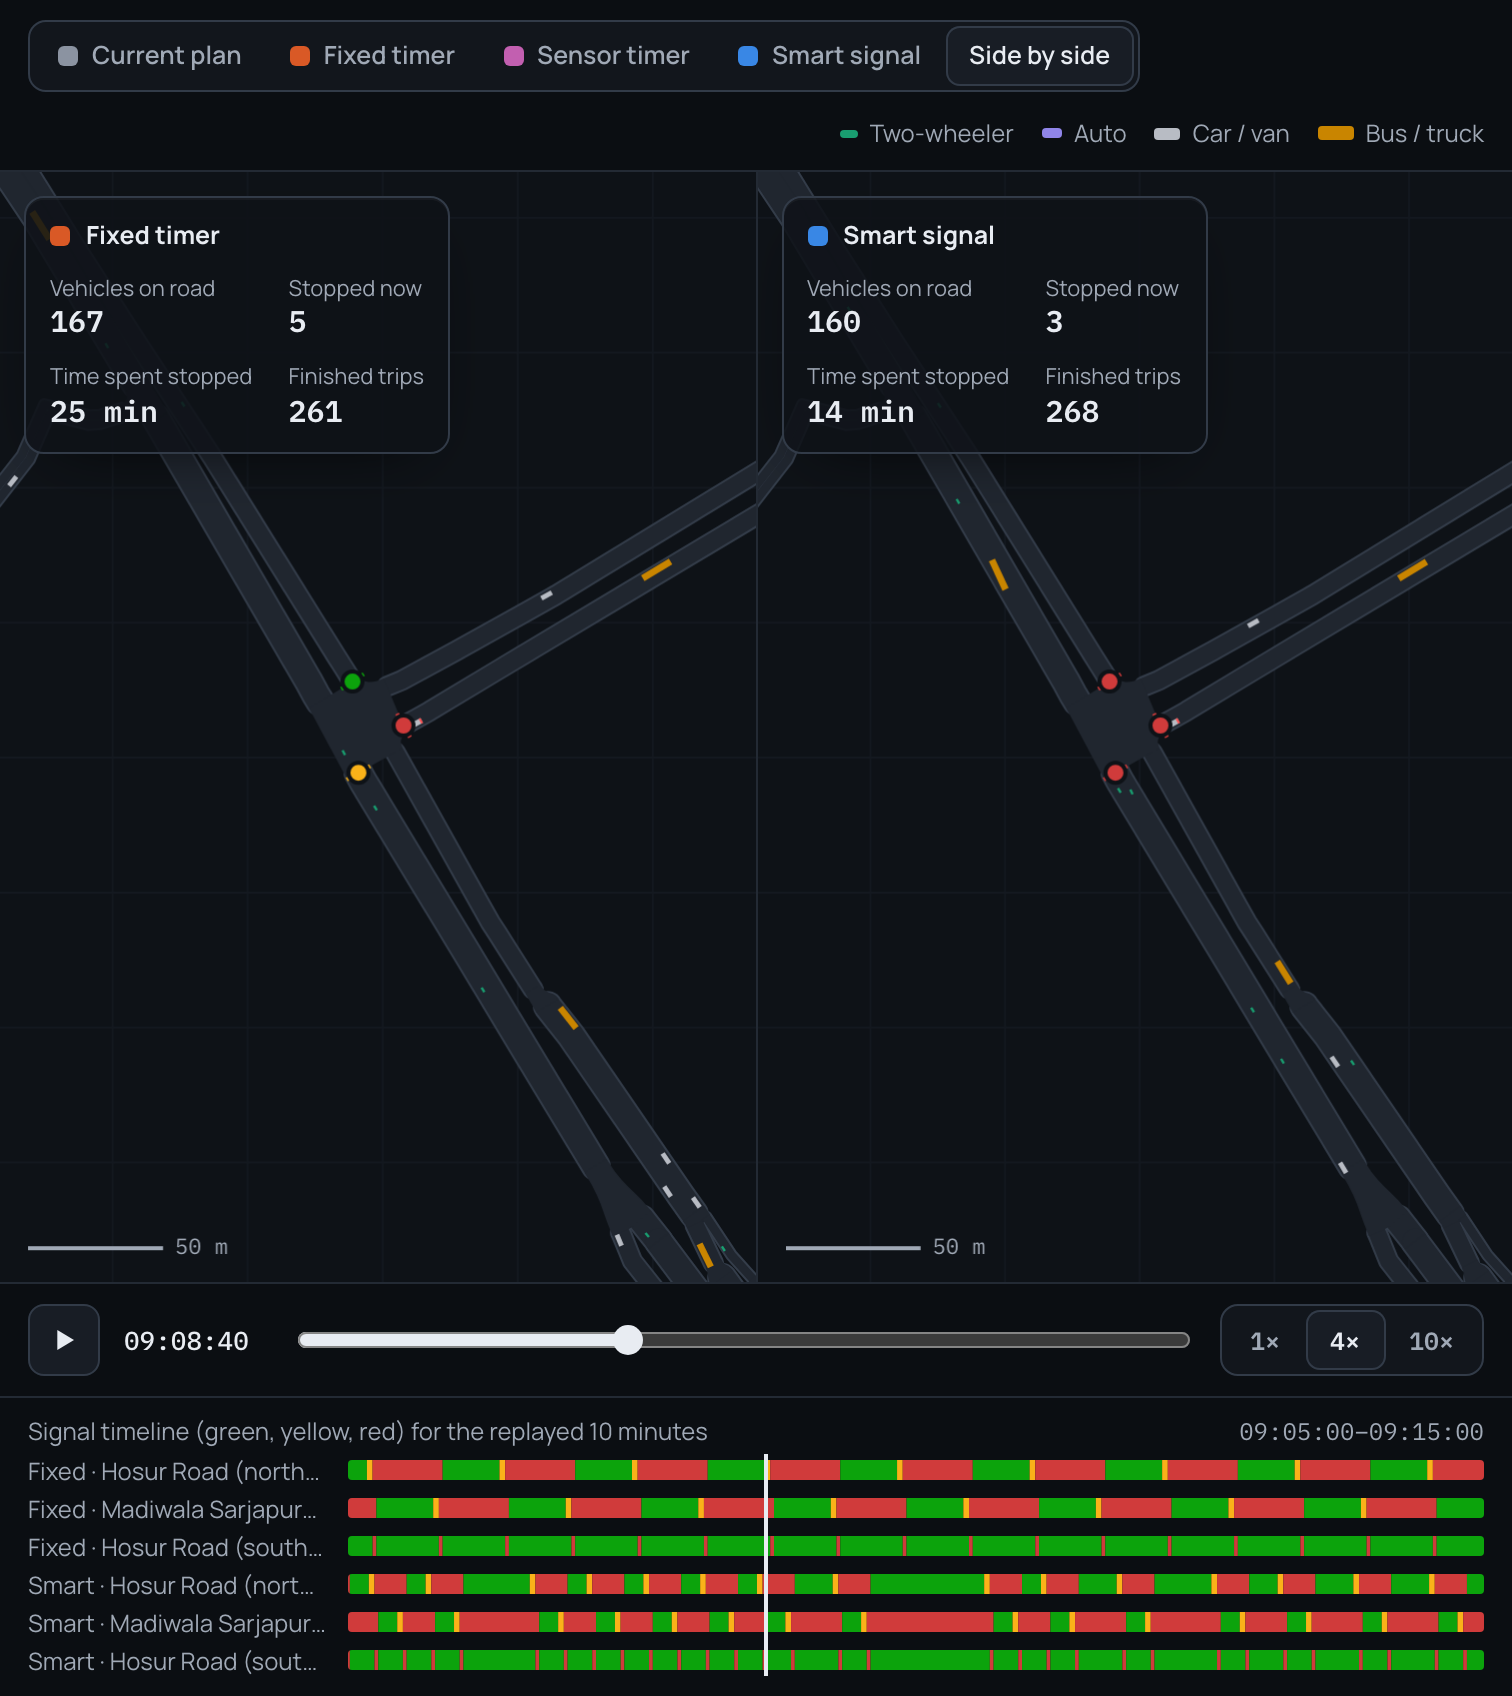 Current plan Fixed timer Sensor timer Smart signal Side by side
Two-wheeler Auto Car / van Bus / truck
Fixed timer
Vehicles on road Stopped now
167 5
Time spent stopped Finished trips
25 min 261
Smart signal
Vehicles on road Stopped now
160 3
Time spent stopped Finished trips
14 min 268
50 m
50 m
09:08:40
1× 4× 10×
Signal timeline (green, yellow, red) for the replayed 10 minutes 09:05:00–09:15:00
Fixed · Hosur Road (north…
Fixed · Madiwala Sarjapur…
Fixed · Hosur Road (south…
Smart · Hosur Road (nort…
Smart · Madiwala Sarjapur…
Smart · Hosur Road (sout…